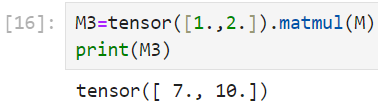 [16]: M3=tensor([1.,2.]).matmul(M)
print(M3)
tensor([ 7., 10.])